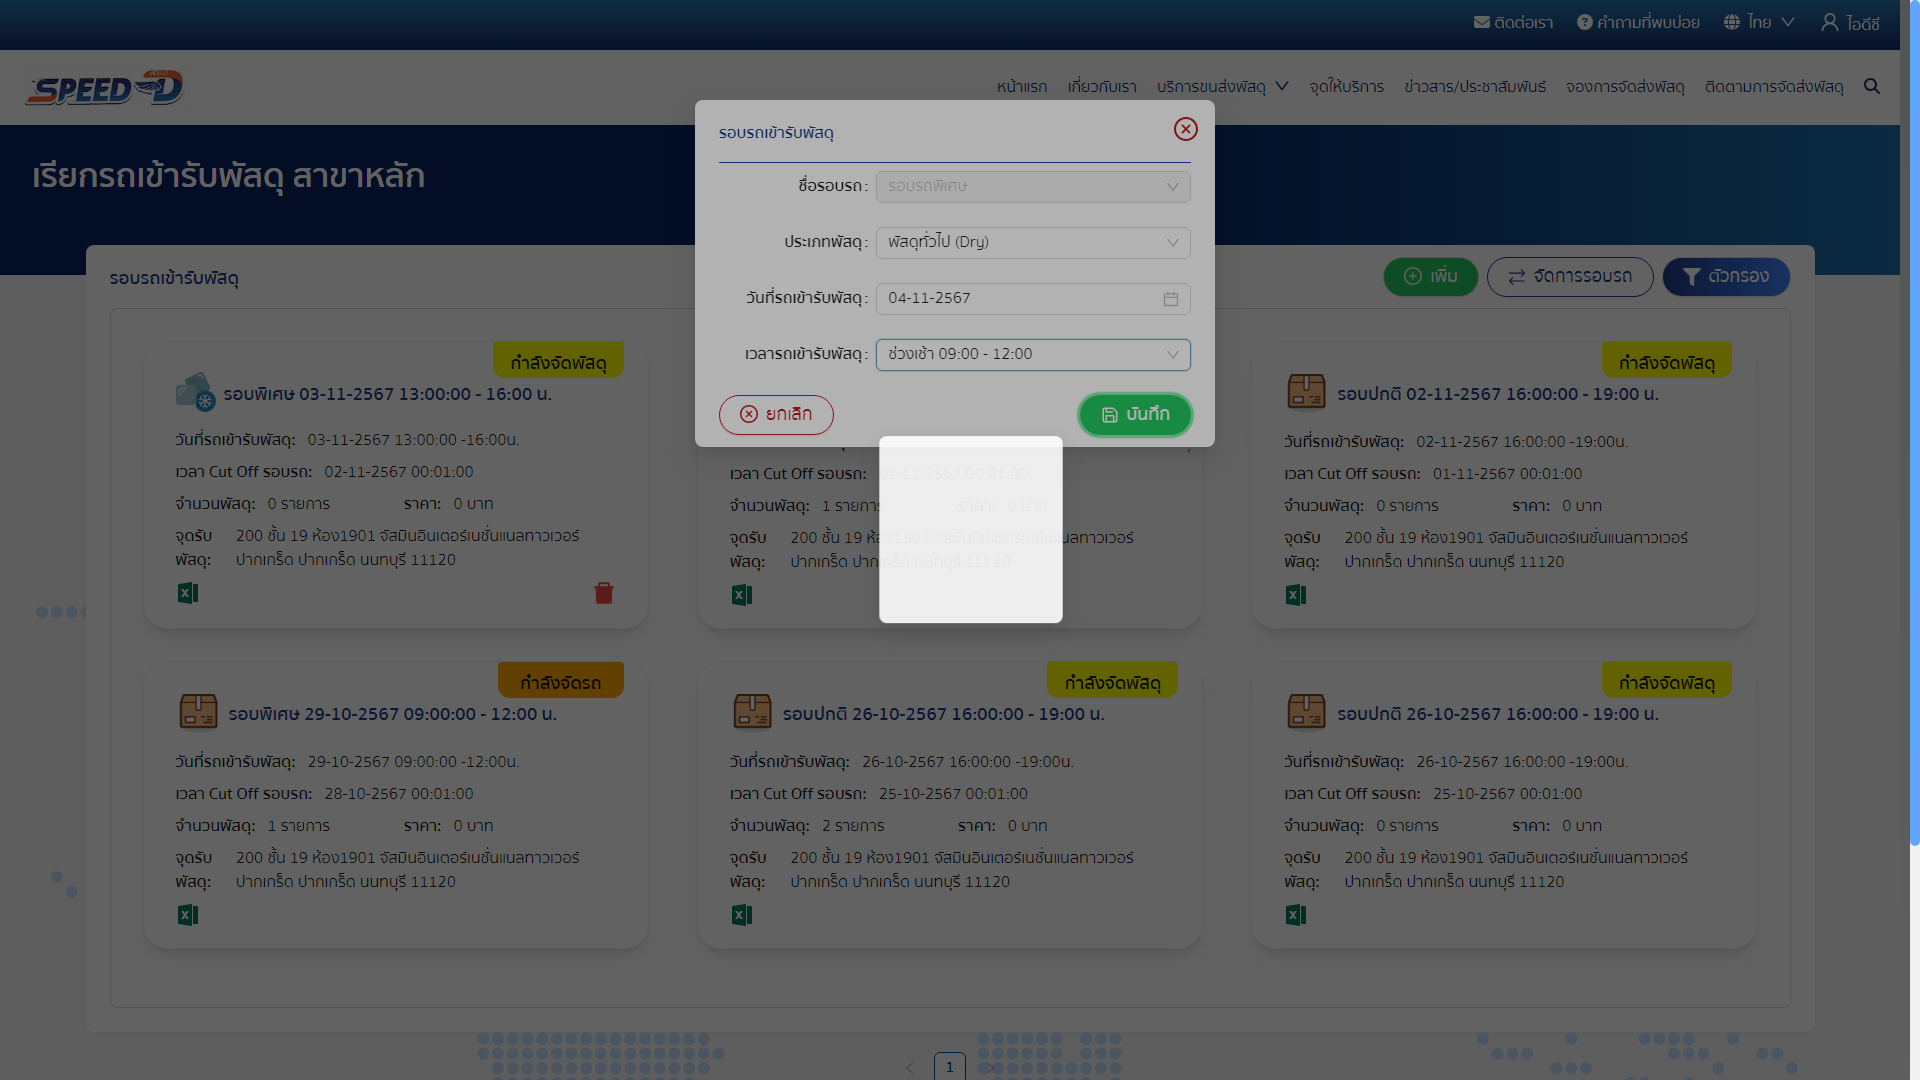 ติดต่อเรา
คำถามที่พบบ่อย
ไทย
ไอดีซี
SPEED-D
หน้าแรก
เกี่ยวกับเรา
บริการขนส่งพัสดุ
จุดให้บริการ
ข่าวสาร/ประชาสัมพันธ์
จองการจัดส่งพัสดุ
ติดตามการจัดส่งพัสดุ
เรียกรถเข้ารับพัสดุ สาขาหลัก
รอบรถเข้ารับพัสดุ
ชื่อรอบรถ: รอบรถพิเศษ
ประเภทพัสดุ: พัสดุทั่วไป (Dry)
วันที่รถเข้ารับพัสดุ: 04-11-2567
เวลารถเข้ารับพัสดุ: ช่วงเช้า 09:00 - 12:00
ยกเลิก
บันทึก
รอบรถเข้ารับพัสดุ
เพิ่ม
จัดการรอบรถ
ตัวกรอง
กำลังจัดพัสดุ
รอบพิเศษ 03-11-2567 13:00:00 - 16:00 น.
วันที่รถเข้ารับพัสดุ: 03-11-2567 13:00:00 -16:00น.
เวลา Cut Off รอบรถ: 02-11-2567 00:01:00
จำนวนพัสดุ: 0 รายการ ราคา: 0 บาท
จุดรับ 200 ชั้น 19 ห้อง1901 จัสมินอินเตอร์เนชั่นแนลทาวเวอร์
พัสดุ: ปากเกร็ด ปากเกร็ด นนทบุรี 11120
เวลา Cut Off รอบรถ: 01-11-2567 00:01:00
จำนวนพัสดุ: 1 รายการ ราคา: 0 บาท
จุดรับ 200 ชั้น 19 ห้อง1901 จัสมินอินเตอร์เนชั่นแนลทาวเวอร์
พัสดุ: ปากเกร็ด ปากเกร็ด นนทบุรี 11120
กำลังจัดพัสดุ
รอบปกติ 02-11-2567 16:00:00 - 19:00 น.
วันที่รถเข้ารับพัสดุ: 02-11-2567 16:00:00 -19:00น.
เวลา Cut Off รอบรถ: 01-11-2567 00:01:00
จำนวนพัสดุ: 0 รายการ ราคา: 0 บาท
จุดรับ 200 ชั้น 19 ห้อง1901 จัสมินอินเตอร์เนชั่นแนลทาวเวอร์
พัสดุ: ปากเกร็ด ปากเกร็ด นนทบุรี 11120
กำลังจัดรถ
รอบพิเศษ 29-10-2567 09:00:00 - 12:00 น.
วันที่รถเข้ารับพัสดุ: 29-10-2567 09:00:00 -12:00น.
เวลา Cut Off รอบรถ: 28-10-2567 00:01:00
จำนวนพัสดุ: 1 รายการ ราคา: 0 บาท
จุดรับ 200 ชั้น 19 ห้อง1901 จัสมินอินเตอร์เนชั่นแนลทาวเวอร์
พัสดุ: ปากเกร็ด ปากเกร็ด นนทบุรี 11120
กำลังจัดพัสดุ
รอบปกติ 26-10-2567 16:00:00 - 19:00 น.
วันที่รถเข้ารับพัสดุ: 26-10-2567 16:00:00 -19:00น.
เวลา Cut Off รอบรถ: 25-10-2567 00:01:00
จำนวนพัสดุ: 2 รายการ ราคา: 0 บาท
จุดรับ 200 ชั้น 19 ห้อง1901 จัสมินอินเตอร์เนชั่นแนลทาวเวอร์
พัสดุ: ปากเกร็ด ปากเกร็ด นนทบุรี 11120
กำลังจัดพัสดุ
รอบปกติ 26-10-2567 16:00:00 - 19:00 น.
วันที่รถเข้ารับพัสดุ: 26-10-2567 16:00:00 -19:00น.
เวลา Cut Off รอบรถ: 25-10-2567 00:01:00
จำนวนพัสดุ: 0 รายการ ราคา: 0 บาท
จุดรับ 200 ชั้น 19 ห้อง1901 จัสมินอินเตอร์เนชั่นแนลทาวเวอร์
พัสดุ: ปากเกร็ด ปากเกร็ด นนทบุรี 11120
1